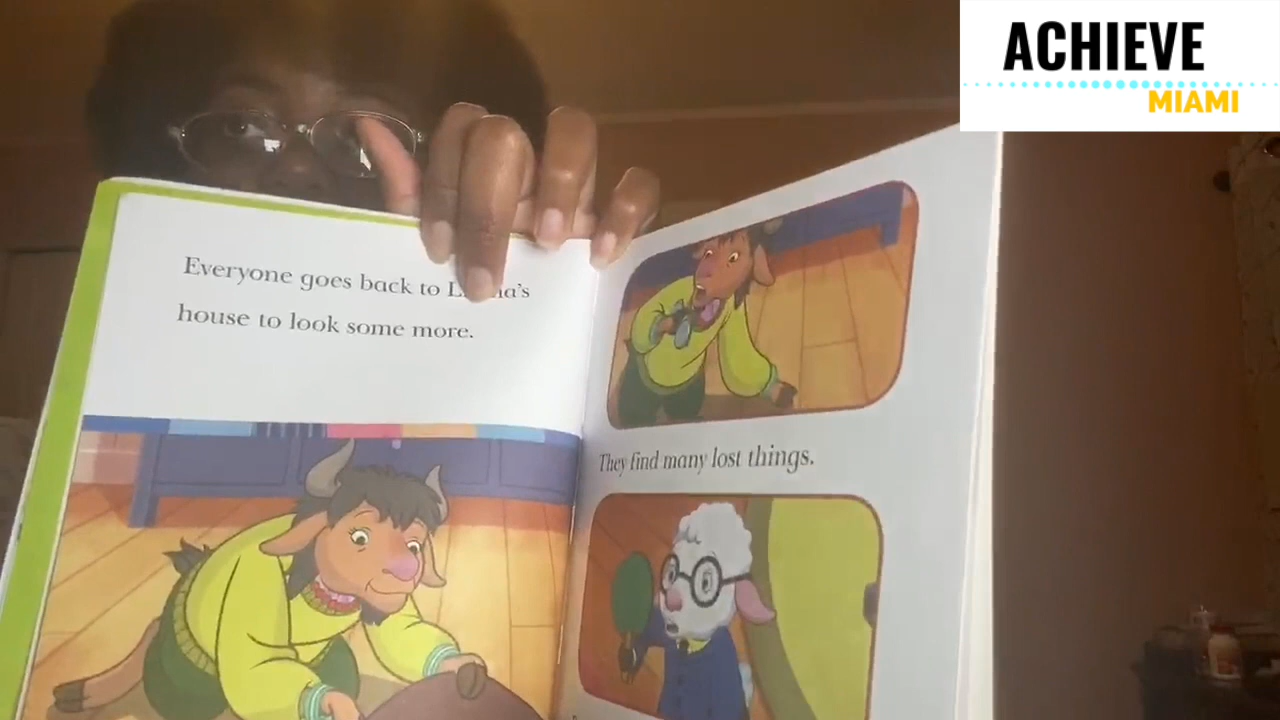 ACHIEVE
MIAMI
Everyone goes back to
house to look some more.
They find many lost things.